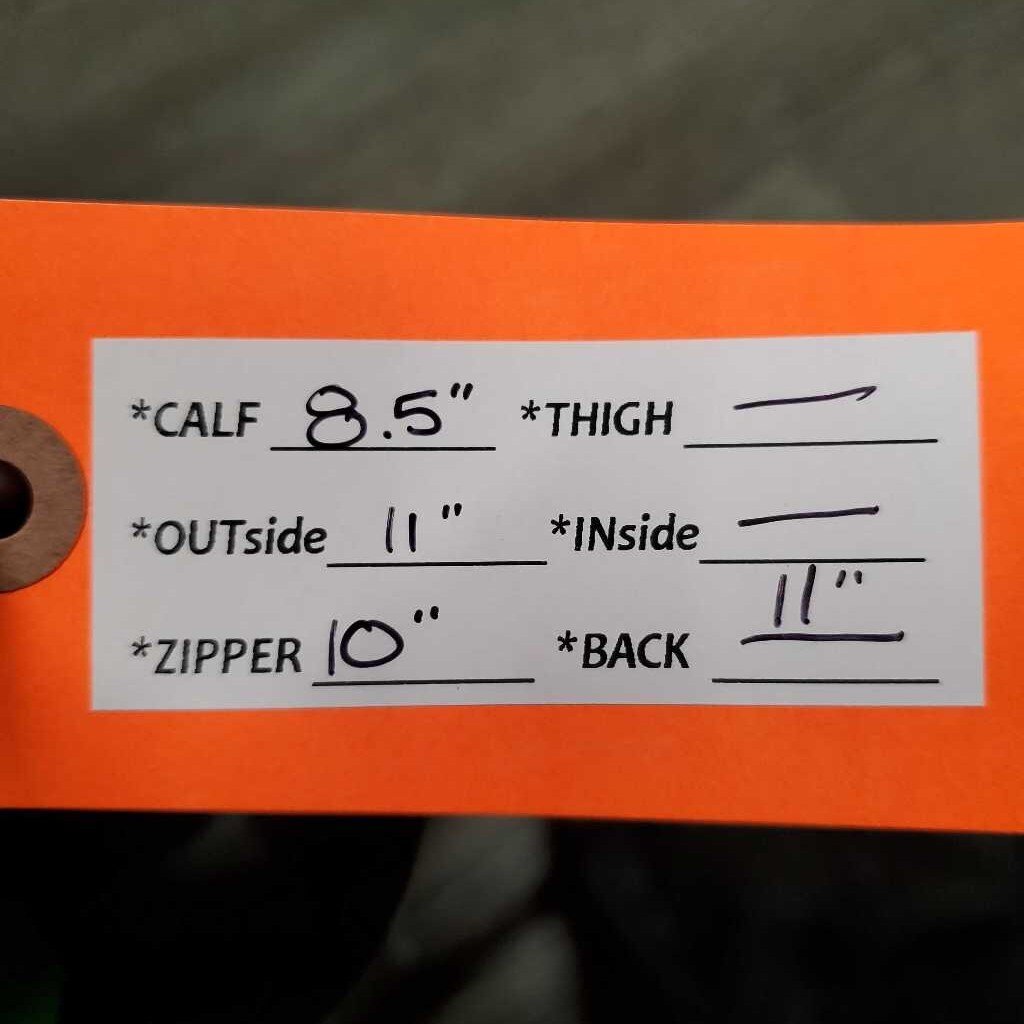 *CALF 8.5" *THIGH —
*OUTside 11" *INside —
*ZIPPER 10" *BACK 11"